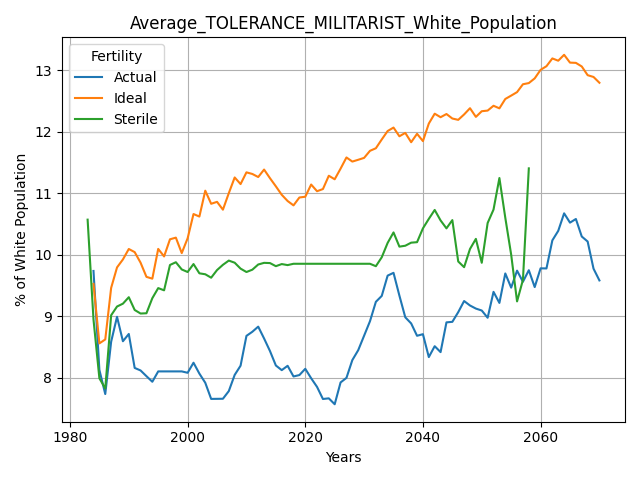 Average_TOLERANCE_MILITARIST_White_Population
Fertility
Actual
Ideal
Sterile
% of White Population
13
12
11
10
9
8
1980
2000
2020
2040
2060
Years